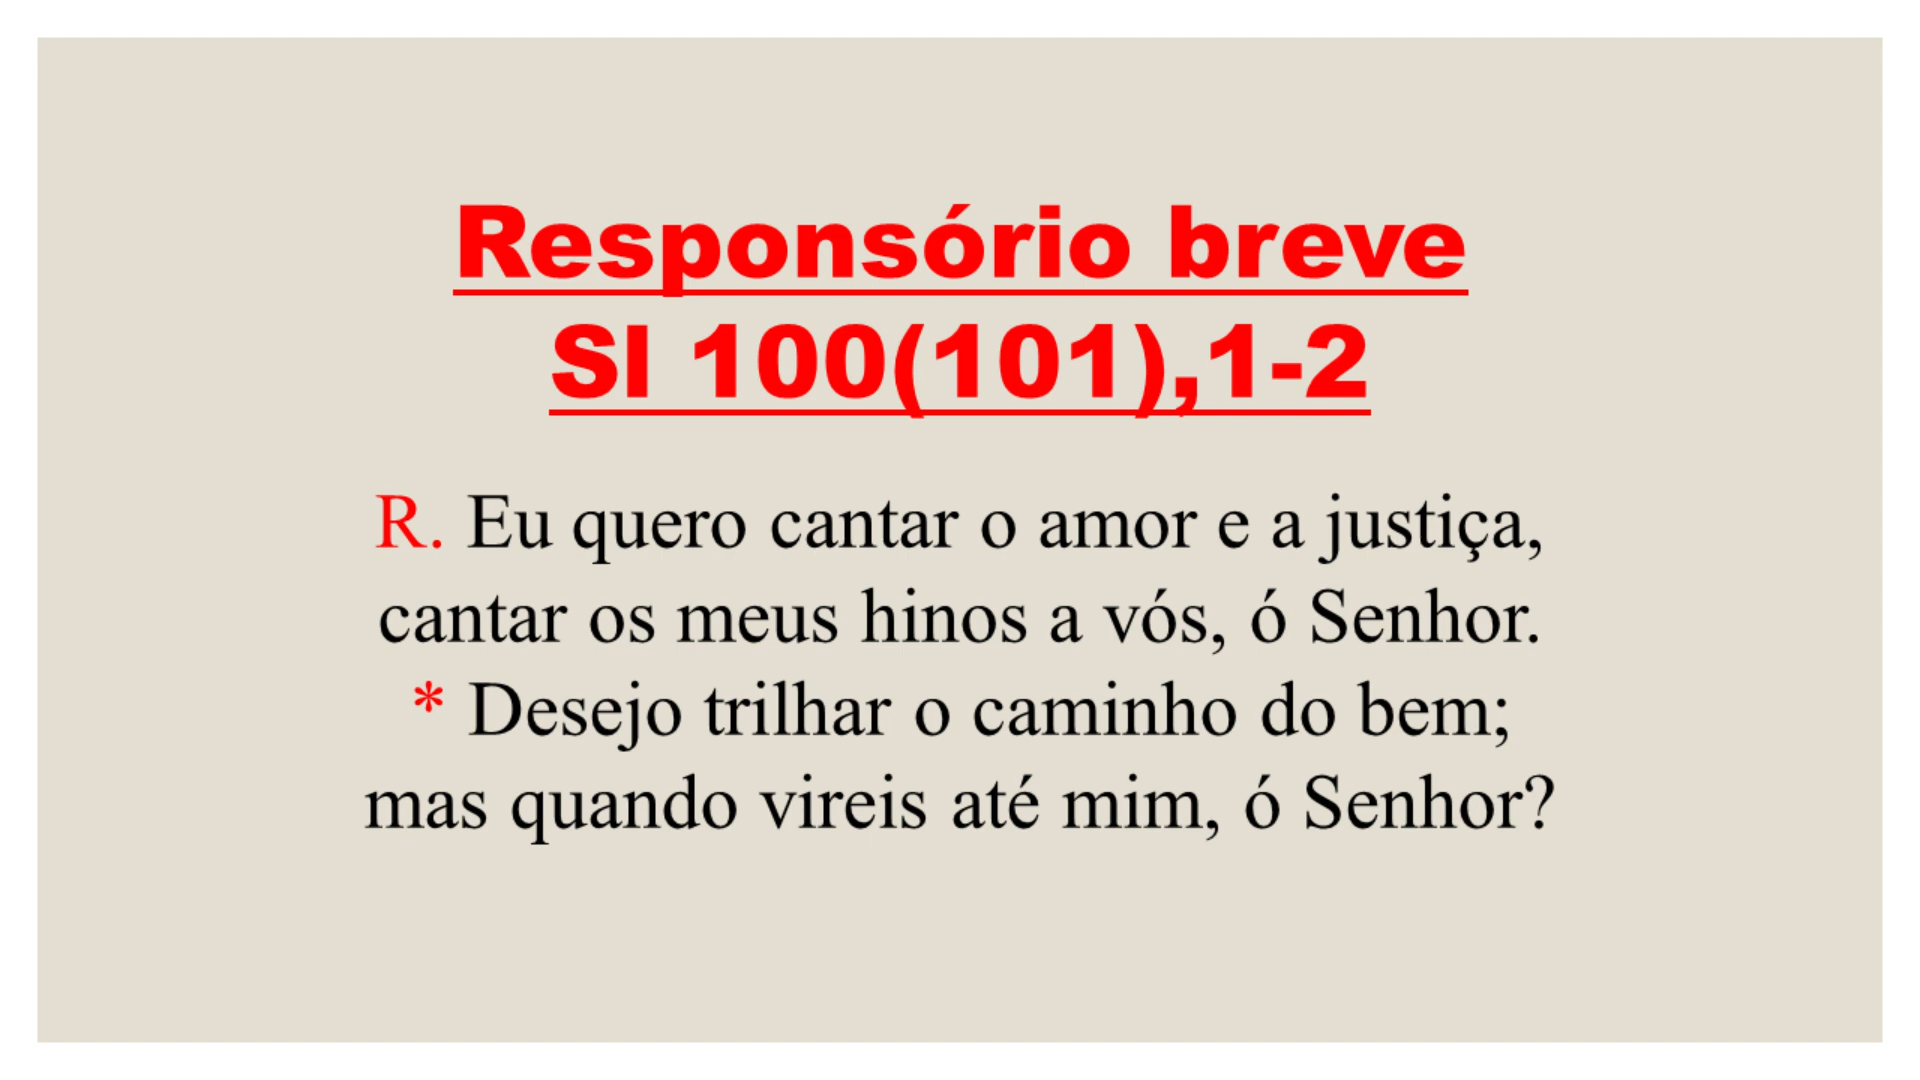 Responsório breve
Sl 100(101),1-2
R. Eu quero cantar o amor e a justiça,
cantar os meus hinos a vós, ó Senhor.
* Desejo trilhar o caminho do bem;
mas quando vireis até mim, ó Senhor?